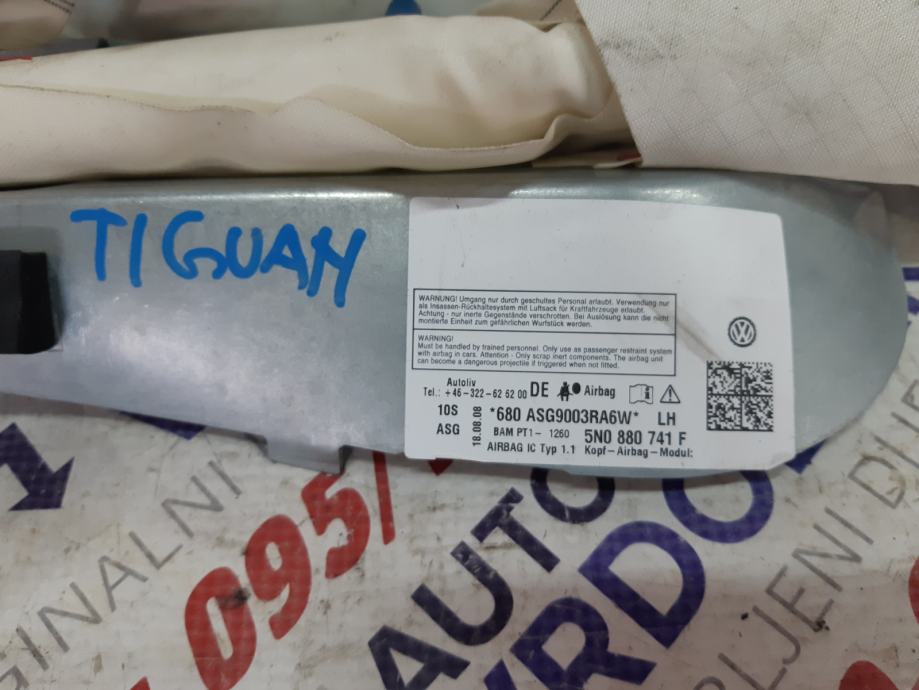 TIGUAN
WARNUNG! Umgang nur durch geschultes Personal erlaubt. Verwendung nur
als Insassen-Rückhaltesystem mit Luftsack für Kraftfahrzeuge erlaubt.
Achtung - nur inerte Gegenstände verschrotten. Bei Auslösung kann die nicht
montierte Einheit zum gefährlichen Wurfstück werden.
WARNING!
Must be handled by trained personnel. Only use as passenger restraint system
with airbag in cars. Attention - Only scrap inert components. The airbag unit
can become a dangerous projectile if triggered when not fitted.
Autoliv
Tel.: +46-322-62 52 00 DE Airbag
10S 18.08.08 *680 ASG9003RA6W* LH
ASG BAM PT1- 1260 5N0 880 741 F
AIRBAG IC Typ 1.1 Kopf-Airbag-Modul:
GINALNI
095/
AUTO